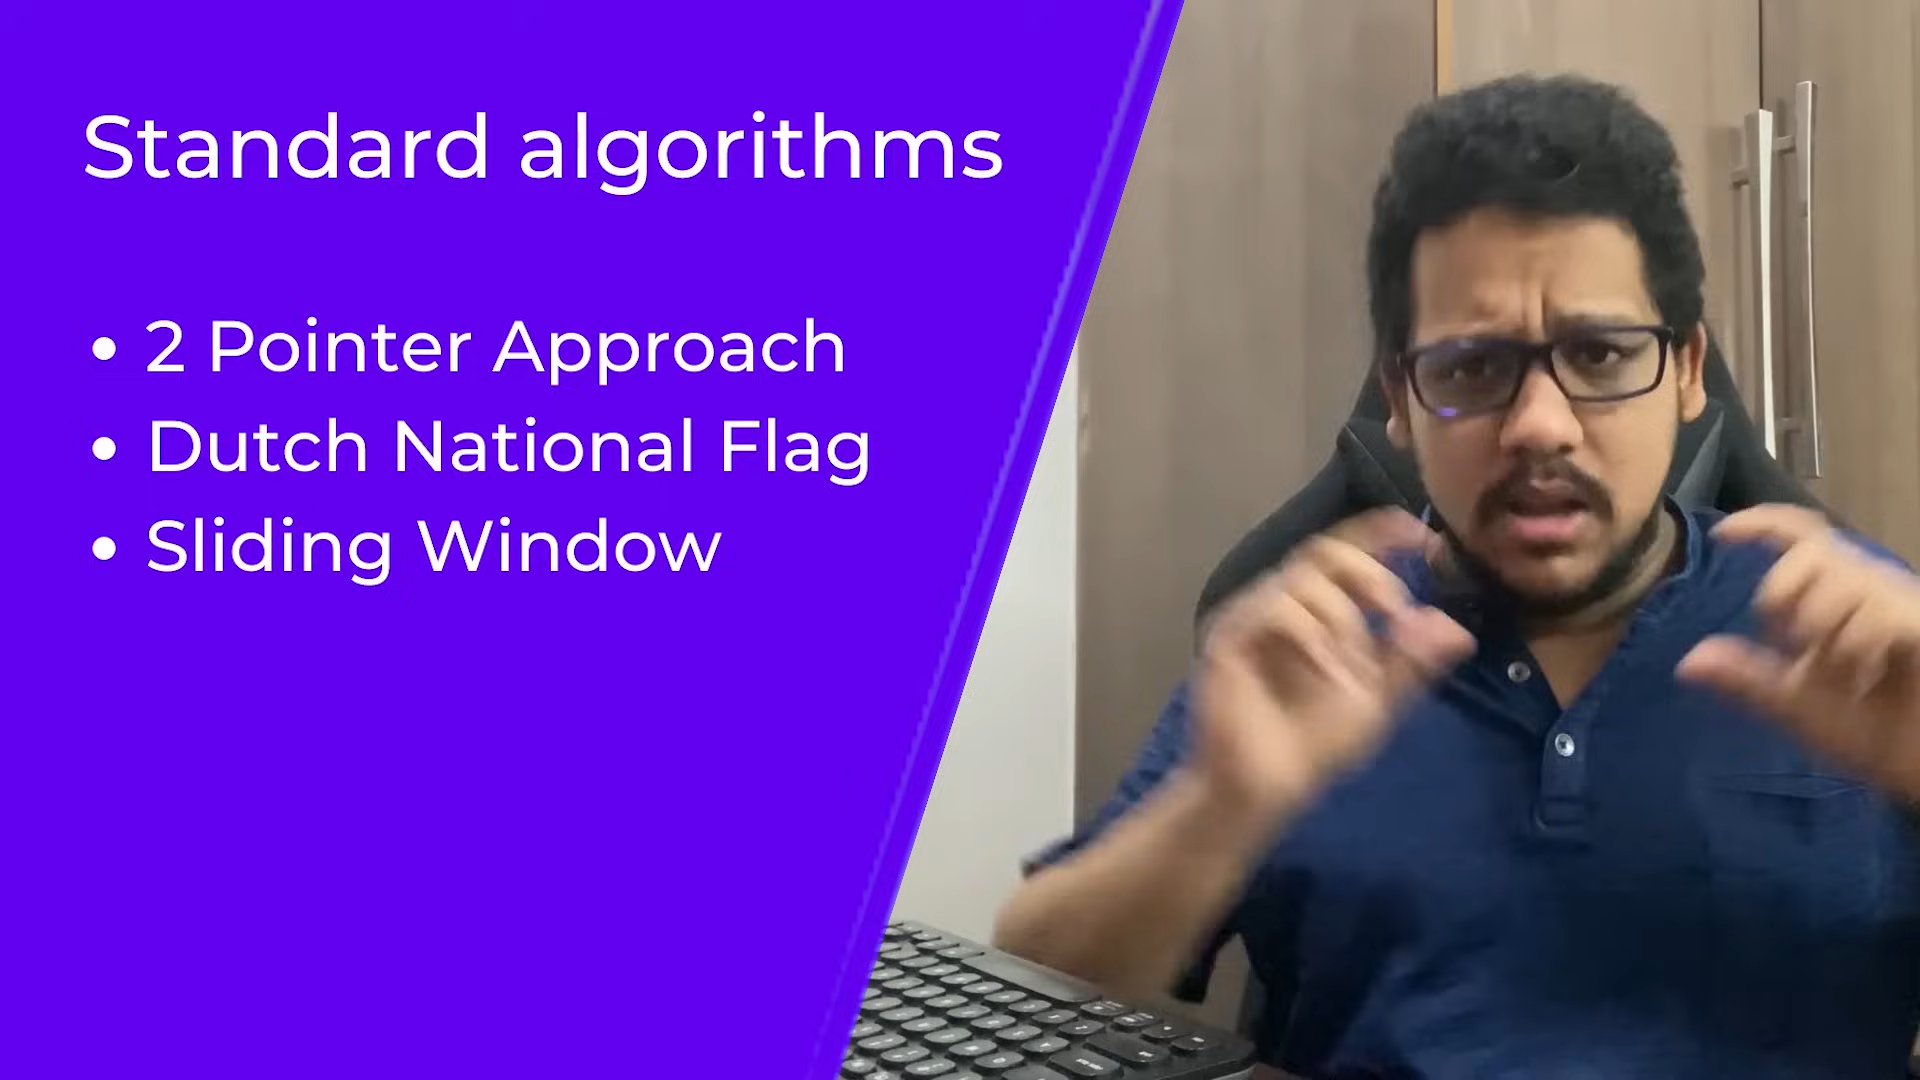 Standard algorithms
• 2 Pointer Approach
• Dutch National Flag
• Sliding Window